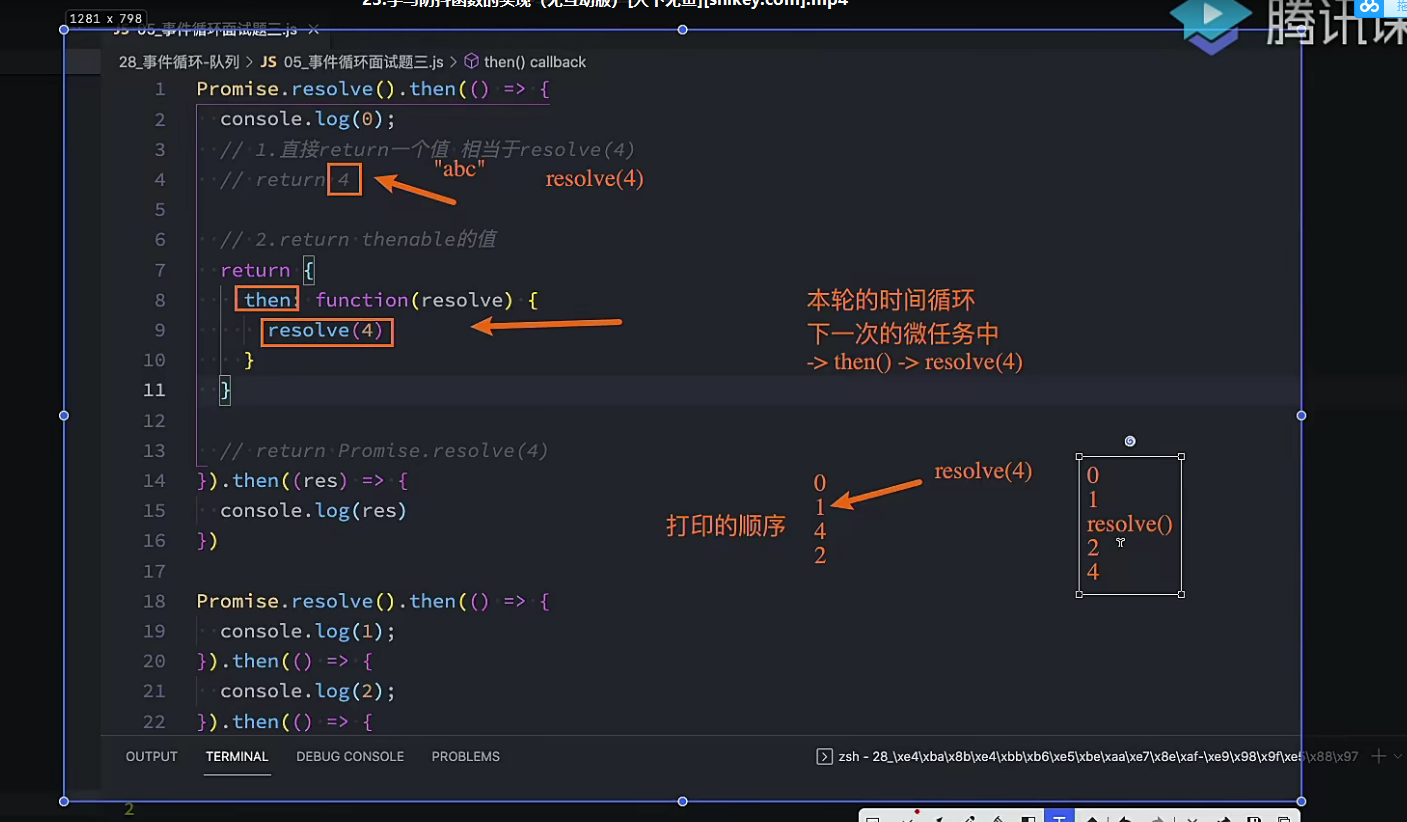 23.手写防抖函数的实现（无互动版）[天下无鱼][shikey.com].mp4
1281 x 798
JS 05_事件循环面试题三.js ×
腾讯课
28_事件循环-队列 > JS 05_事件循环面试题三.js > then() callback
1 Promise.resolve().then(() => {
2 console.log(0);
3 // 1.直接return一个值 相当于resolve(4)
"abc"
4 // return 4
resolve(4)
5
6 // 2.return thenable的值
7 return {
8 then: function(resolve) {
本轮的时间循环
9 resolve(4)
下一次的微任务中
10 }
-> then() -> resolve(4)
11 }
12
13 // return Promise.resolve(4)
14 }).then((res) => {
15 console.log(res)
16 })
17
18 Promise.resolve().then(() => {
19 console.log(1);
20 }).then(() => {
21 console.log(2);
22 }).then(() => {
打印的顺序
0
1
4
2
resolve(4)
0
1
resolve()
2
4
OUTPUT TERMINAL DEBUG CONSOLE PROBLEMS
zsh - 28_\xe4\xba\x8b\xe4\xbb\xb6\xe5\xbe\xaa\xe7\x8e\xaf-\xe9\x98\x9f\xe5\x88\x97
2